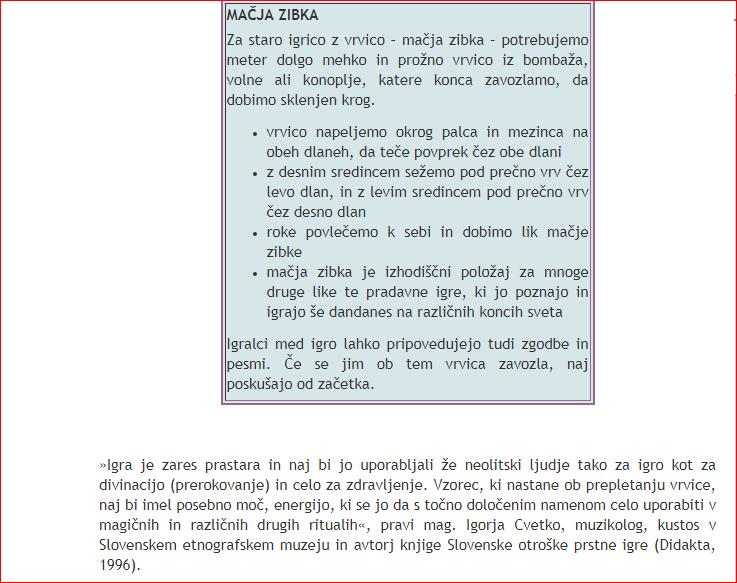 MAČJA ZIBKA
Za staro igrico z vrvico – mačja zibka – potrebujemo
meter dolgo mehko in prožno vrvico iz bombaža,
volne ali konoplje, katere konca zavozlamo, da
dobimo sklenjen krog.
• vrvico napeljemo okrog palca in mezinca na
obeh dlaneh, da teče povprek čez obe dlani
• z desnim sredincem sežemo pod prečno vrv čez
levo dlan, in z levim sredincem pod prečno vrv
čez desno dlan
• roke povlečemo k sebi in dobimo lik mačje
zibke
• mačja zibka je izhodiščni položaj za mnoge
druge like te pradavne igre, ki jo poznajo in
igrajo še dandanes na različnih koncih sveta
Igralci med igro lahko pripovedujejo tudi zgodbe in
pesmi. Če se jim ob tem vrvica zavozla, naj
poskušajo od začetka.
»Igra je zares prastara in naj bi jo uporabljali že neolitski ljudje tako za igro kot za
divinacijo (prerokovanje) in celo za zdravljenje. Vzorec, ki nastane ob prepletanju vrvice,
naj bi imel posebno moč, energijo, ki se jo da s točno določenim namenom celo uporabiti v
magičnih in različnih drugih ritualih«, pravi mag. Igorja Cvetko, muzikolog, kustos v
Slovenskem etnografskem muzeju in avtorj knjige Slovenske otroške prstne igre (Didakta,
1996).